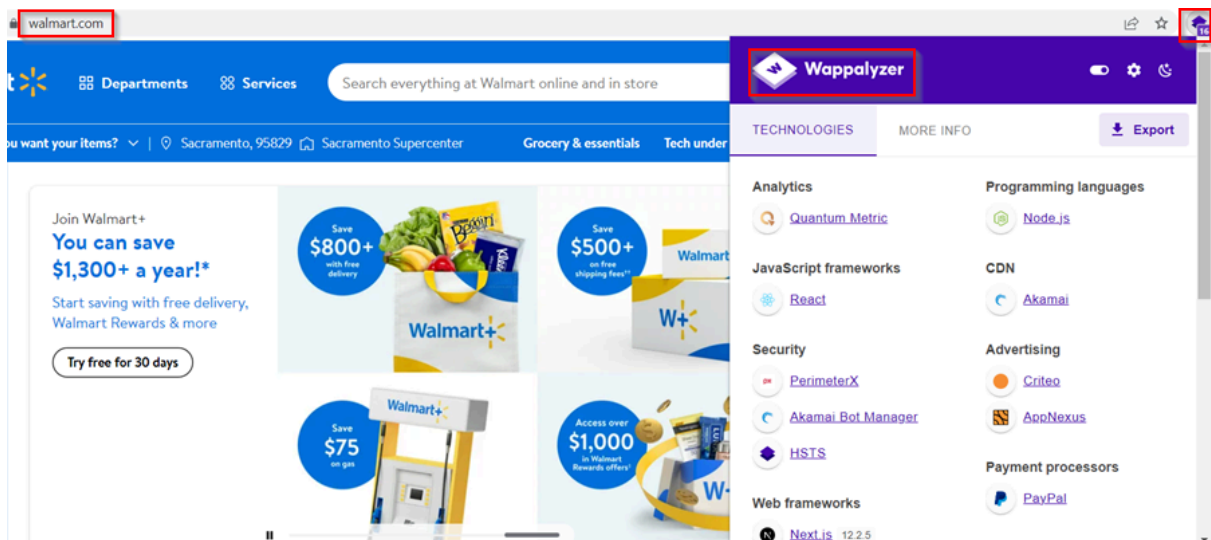 walmart.com
16
Departments
Services
Search everything at Walmart online and in store
ou want your items?
Sacramento, 95829
Sacramento Supercenter
Grocery & essentials
Tech under
Join Walmart+
You can save
$1,300+ a year!*
Start saving with free delivery,
Walmart Rewards & more
Try free for 30 days
Save
$800+
with free
delivery
Beggin'
Walmart+
Save
$500+
on free
shipping fees**
Walmart
W+
Save
$75
on gas
Walmart+
Access over
$1,000
in Walmart
Rewards offers†
W
Wappalyzer
TECHNOLOGIES
MORE INFO
Export
Analytics
Quantum Metric
JavaScript frameworks
React
Security
PerimeterX
Akamai Bot Manager
HSTS
Web frameworks
Next.js 12.2.5
Programming languages
Node.js
CDN
Akamai
Advertising
Criteo
AppNexus
Payment processors
PayPal